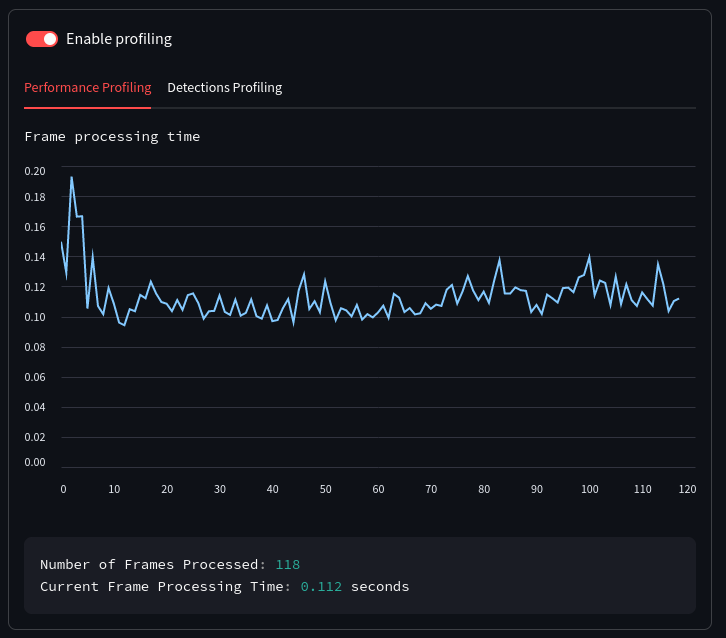 Enable profiling
Performance Profiling Detections Profiling
Frame processing time
0.20
0.18
0.16
0.14
0.12
0.10
0.08
0.06
0.04
0.02
0.00
0 10 20 30 40 50 60 70 80 90 100 110 120
Number of Frames Processed: 118
Current Frame Processing Time: 0.112 seconds